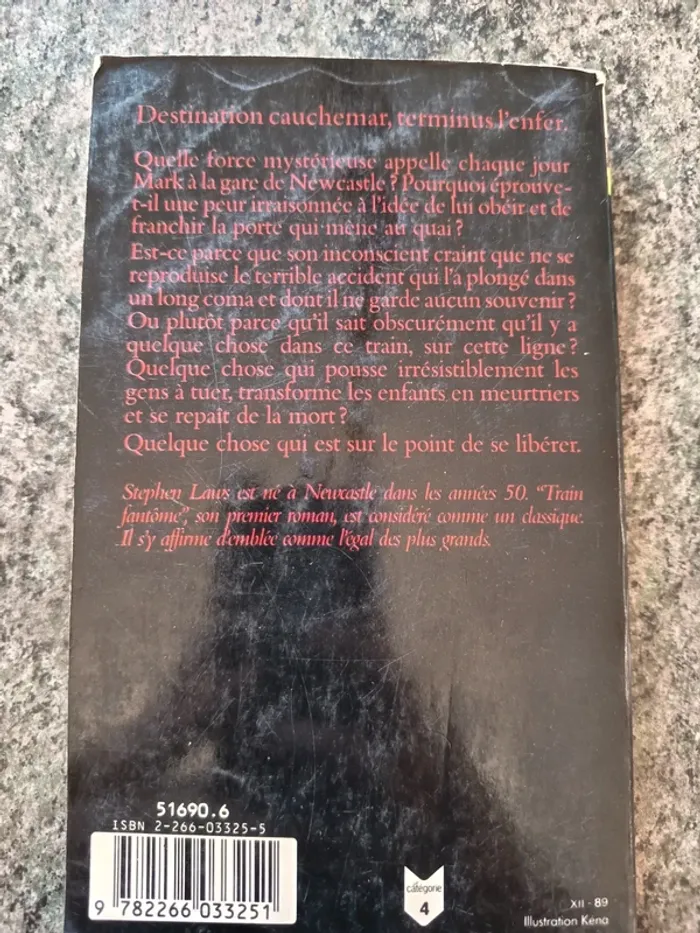 Destination cauchemar, terminus l'enfer.
Quelle force mystérieuse appelle chaque jour
Mark à la gare de Newcastle ? Pourquoi éprouve-
t-il une peur irraisonnée à l'idée de lui obéir et de
franchir la porte qui mène au quai ?
Est-ce parce que son inconscient craint que ne se
reproduise le terrible accident qui l'a plongé dans
un long coma et dont il ne garde aucun souvenir ?
Ou plutôt parce qu'il sait obscurément qu'il y a
quelque chose dans ce train, sur cette ligne ?
Quelque chose qui pousse irrésistiblement les
gens à tuer, transforme les enfants en meurtriers
et se repaît de la mort ?
Quelque chose qui est sur le point de se libérer.
Stephen Laws est né à Newcastle dans les années 50. "Train
fantôme", son premier roman, est considéré comme un classique.
Il s'y affirme d'emblée comme l'égal des plus grands.
51690.6
ISBN 2-266-03325-5
9 782266 033251
catégorie
4
XII - 89
Illustration Kéna